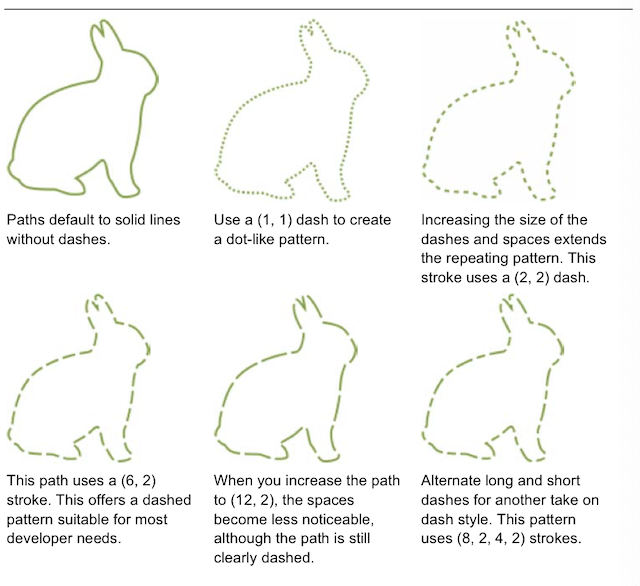 Paths default to solid lines
without dashes.
Use a (1, 1) dash to create
a dot-like pattern.
Increasing the size of the
dashes and spaces extends
the repeating pattern. This
stroke uses a (2, 2) dash.
This path uses a (6, 2)
stroke. This offers a dashed
pattern suitable for most
developer needs.
When you increase the path
to (12, 2), the spaces
become less noticeable,
although the path is still
clearly dashed.
Alternate long and short
dashes for another take on
dash style. This pattern
uses (8, 2, 4, 2) strokes.